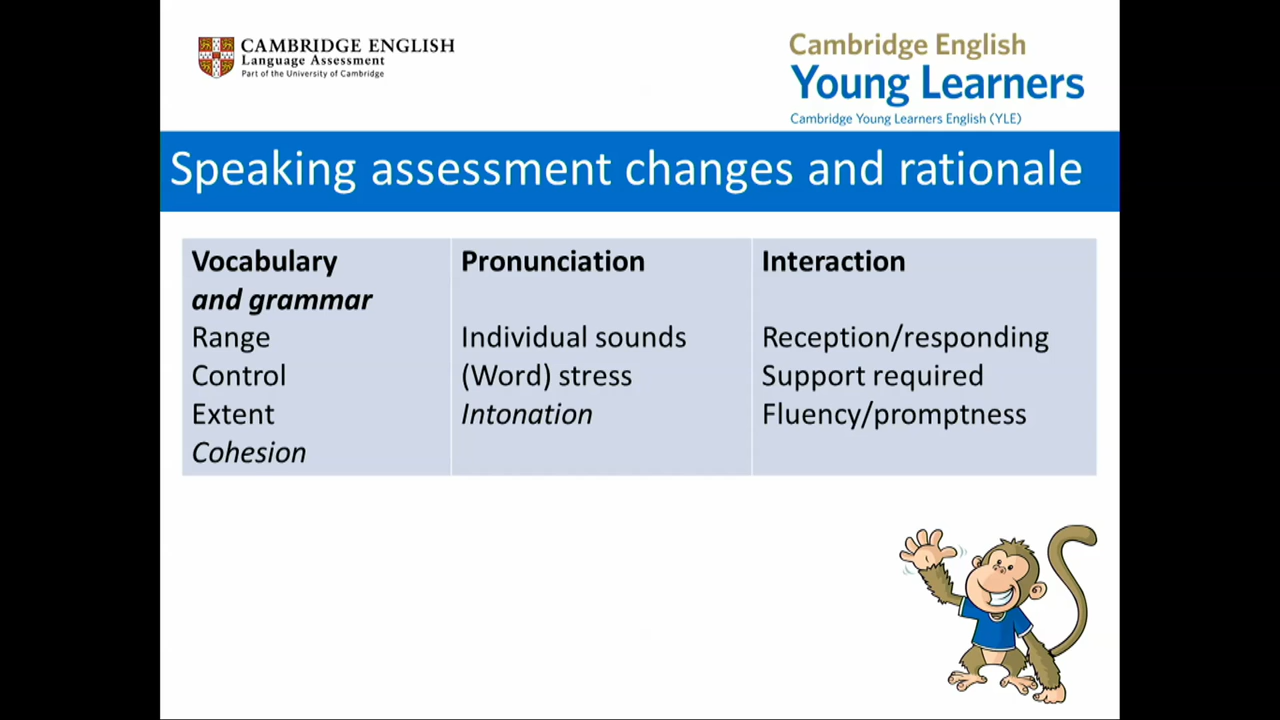 CAMBRIDGE ENGLISH
Language Assessment
Part of the University of Cambridge
Cambridge English
Young Learners
Cambridge Young Learners English (YLE)
Speaking assessment changes and rationale
Vocabulary
and grammar
Range
Control
Extent
Cohesion
Pronunciation
Individual sounds
(Word) stress
Intonation
Interaction
Reception/responding
Support required
Fluency/promptness